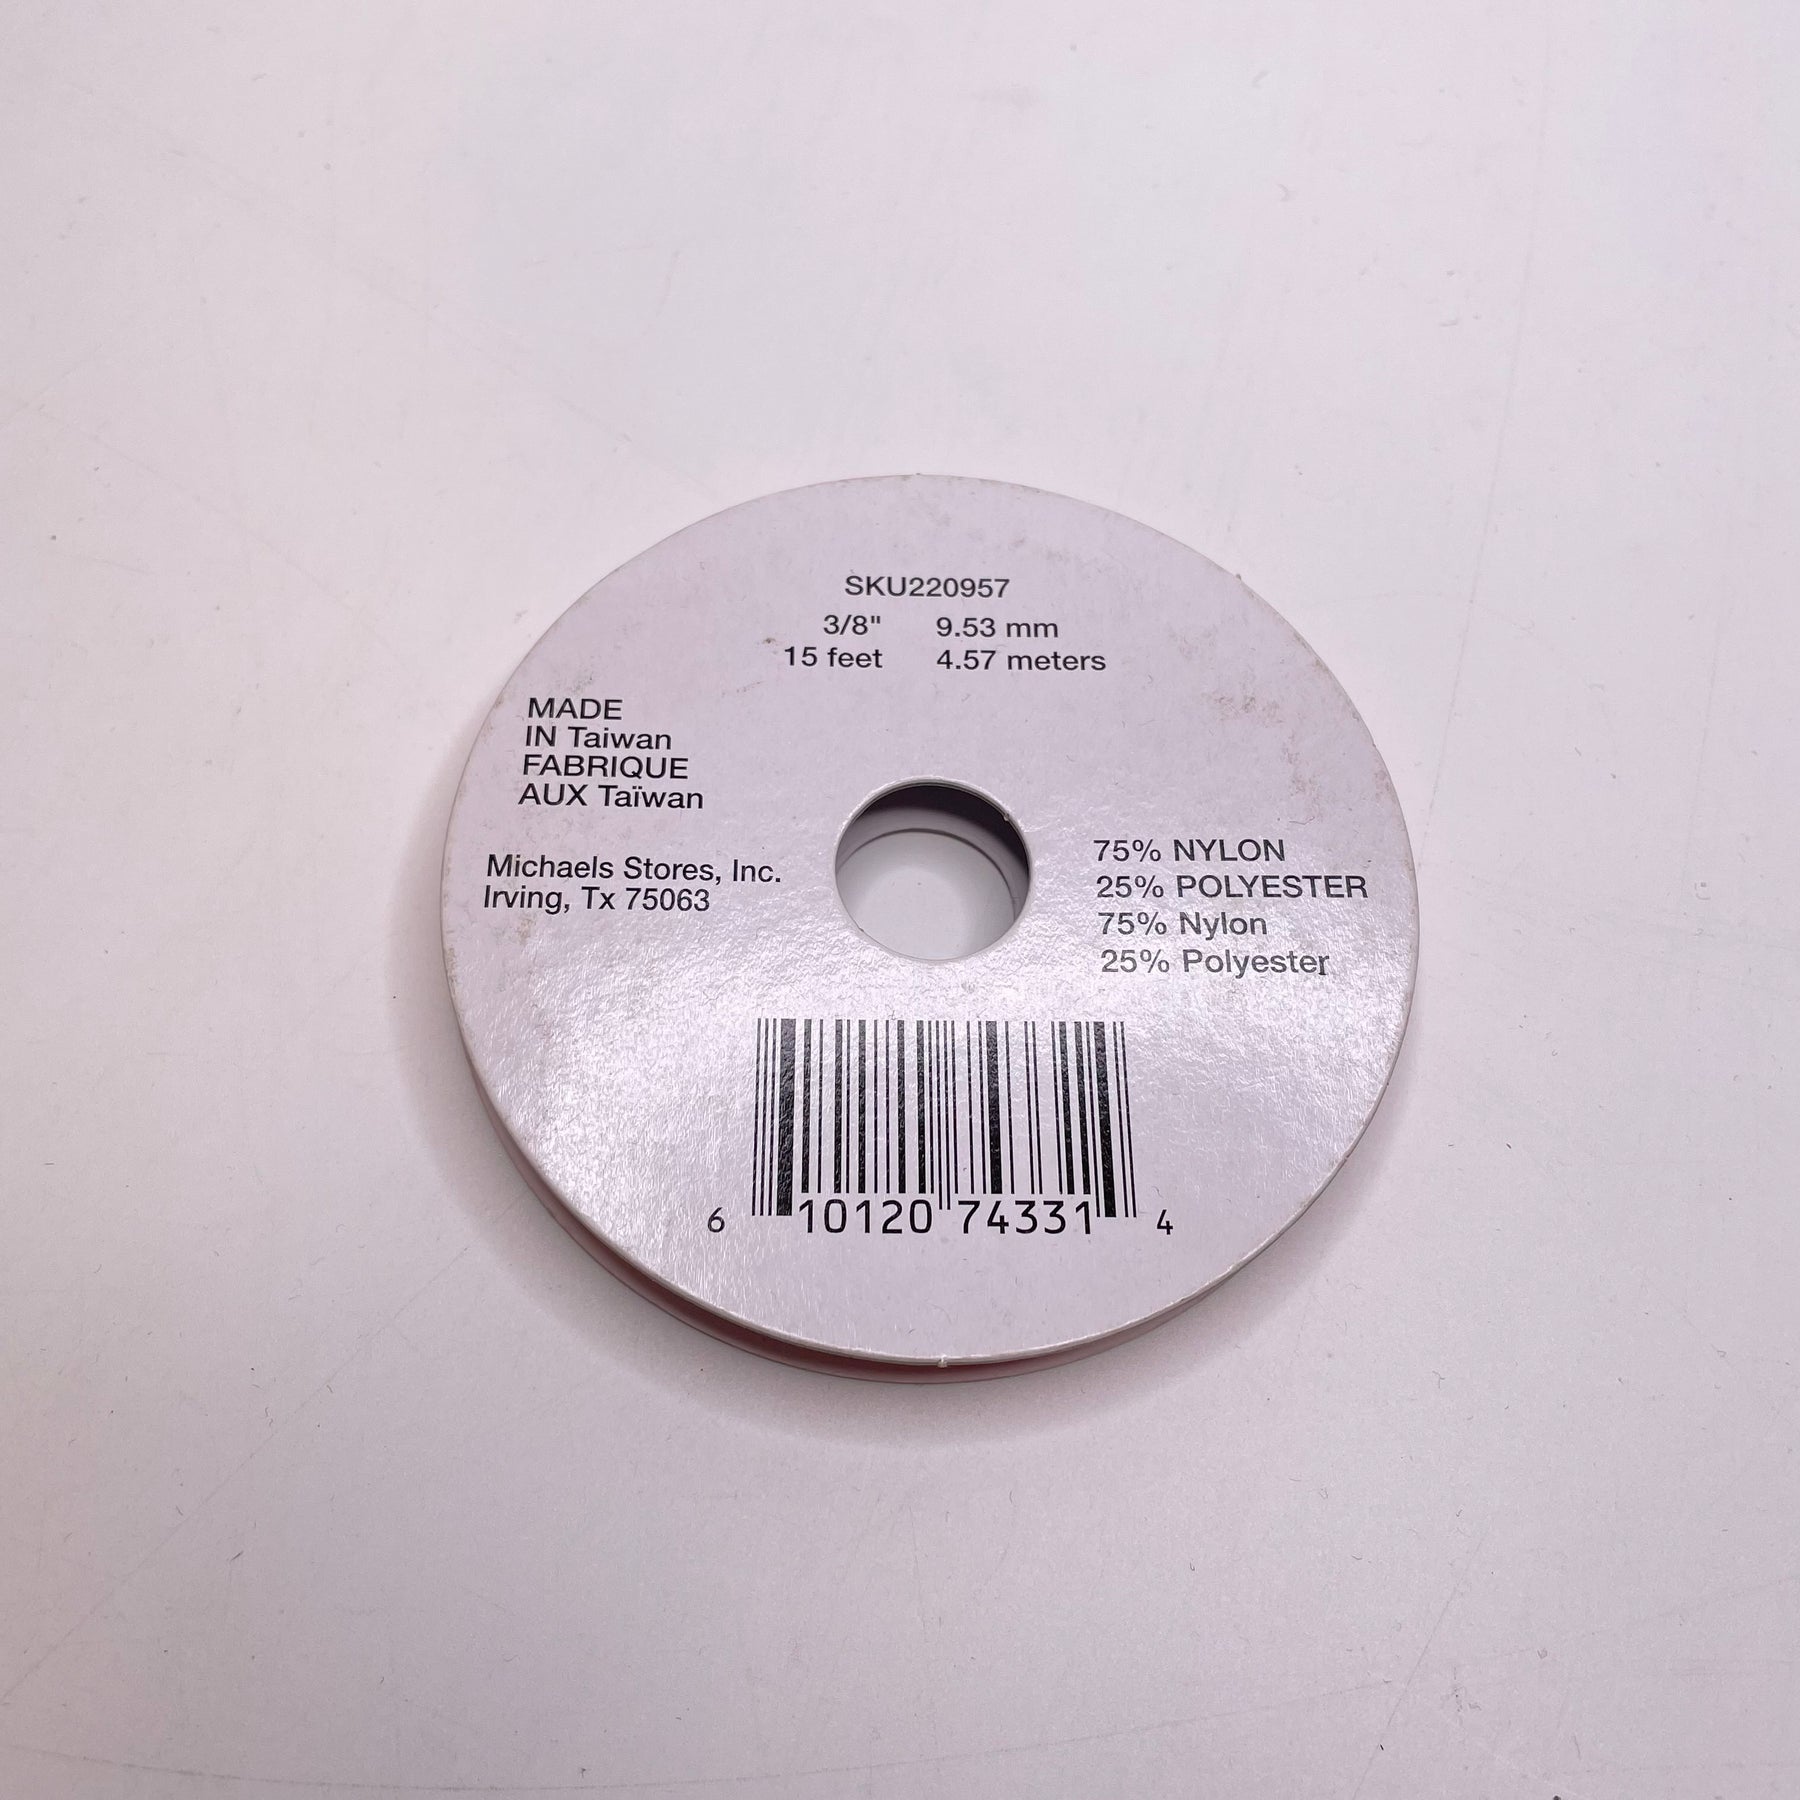 SKU220957
3/8" 9.53 mm
15 feet 4.57 meters
MADE
IN Taiwan
FABRIQUE
AUX Taïwan
Michaels Stores, Inc.
Irving, Tx 75063
75% NYLON
25% POLYESTER
75% Nylon
25% Polyester
6 10120 74331 4